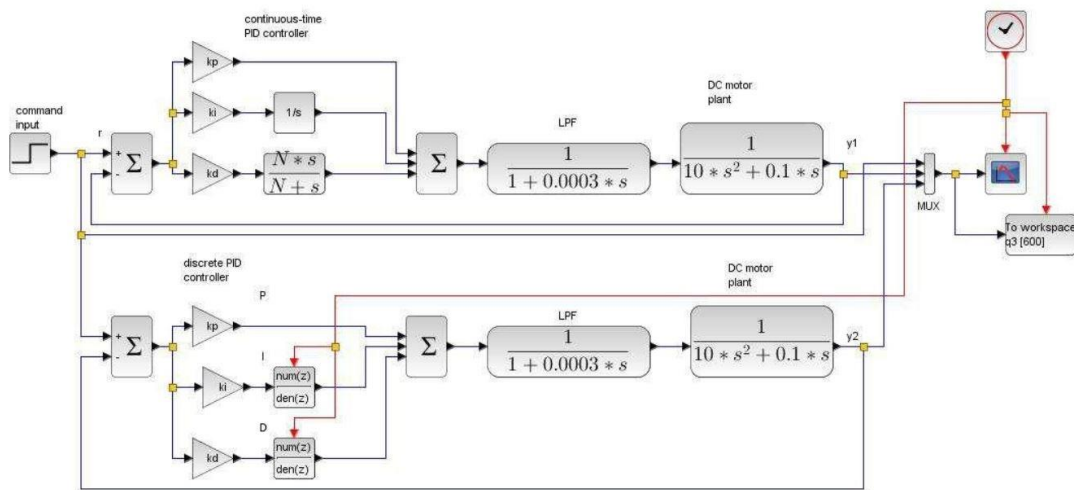 continuous-time
PID controller
kp
command
input
r
+
-
Σ
ki
1/s
kd
N * s
N + s
Σ
LPF
1
1 + 0.0003 * s
DC motor
plant
1
10 * s² + 0.1 * s
y1
MUX
To workspace
q3 [600]
discrete PID
controller
P
+
-
Σ
kp
I
ki
num(z)
den(z)
D
kd
num(z)
den(z)
Σ
LPF
1
1 + 0.0003 * s
DC motor
plant
1
10 * s² + 0.1 * s
y2